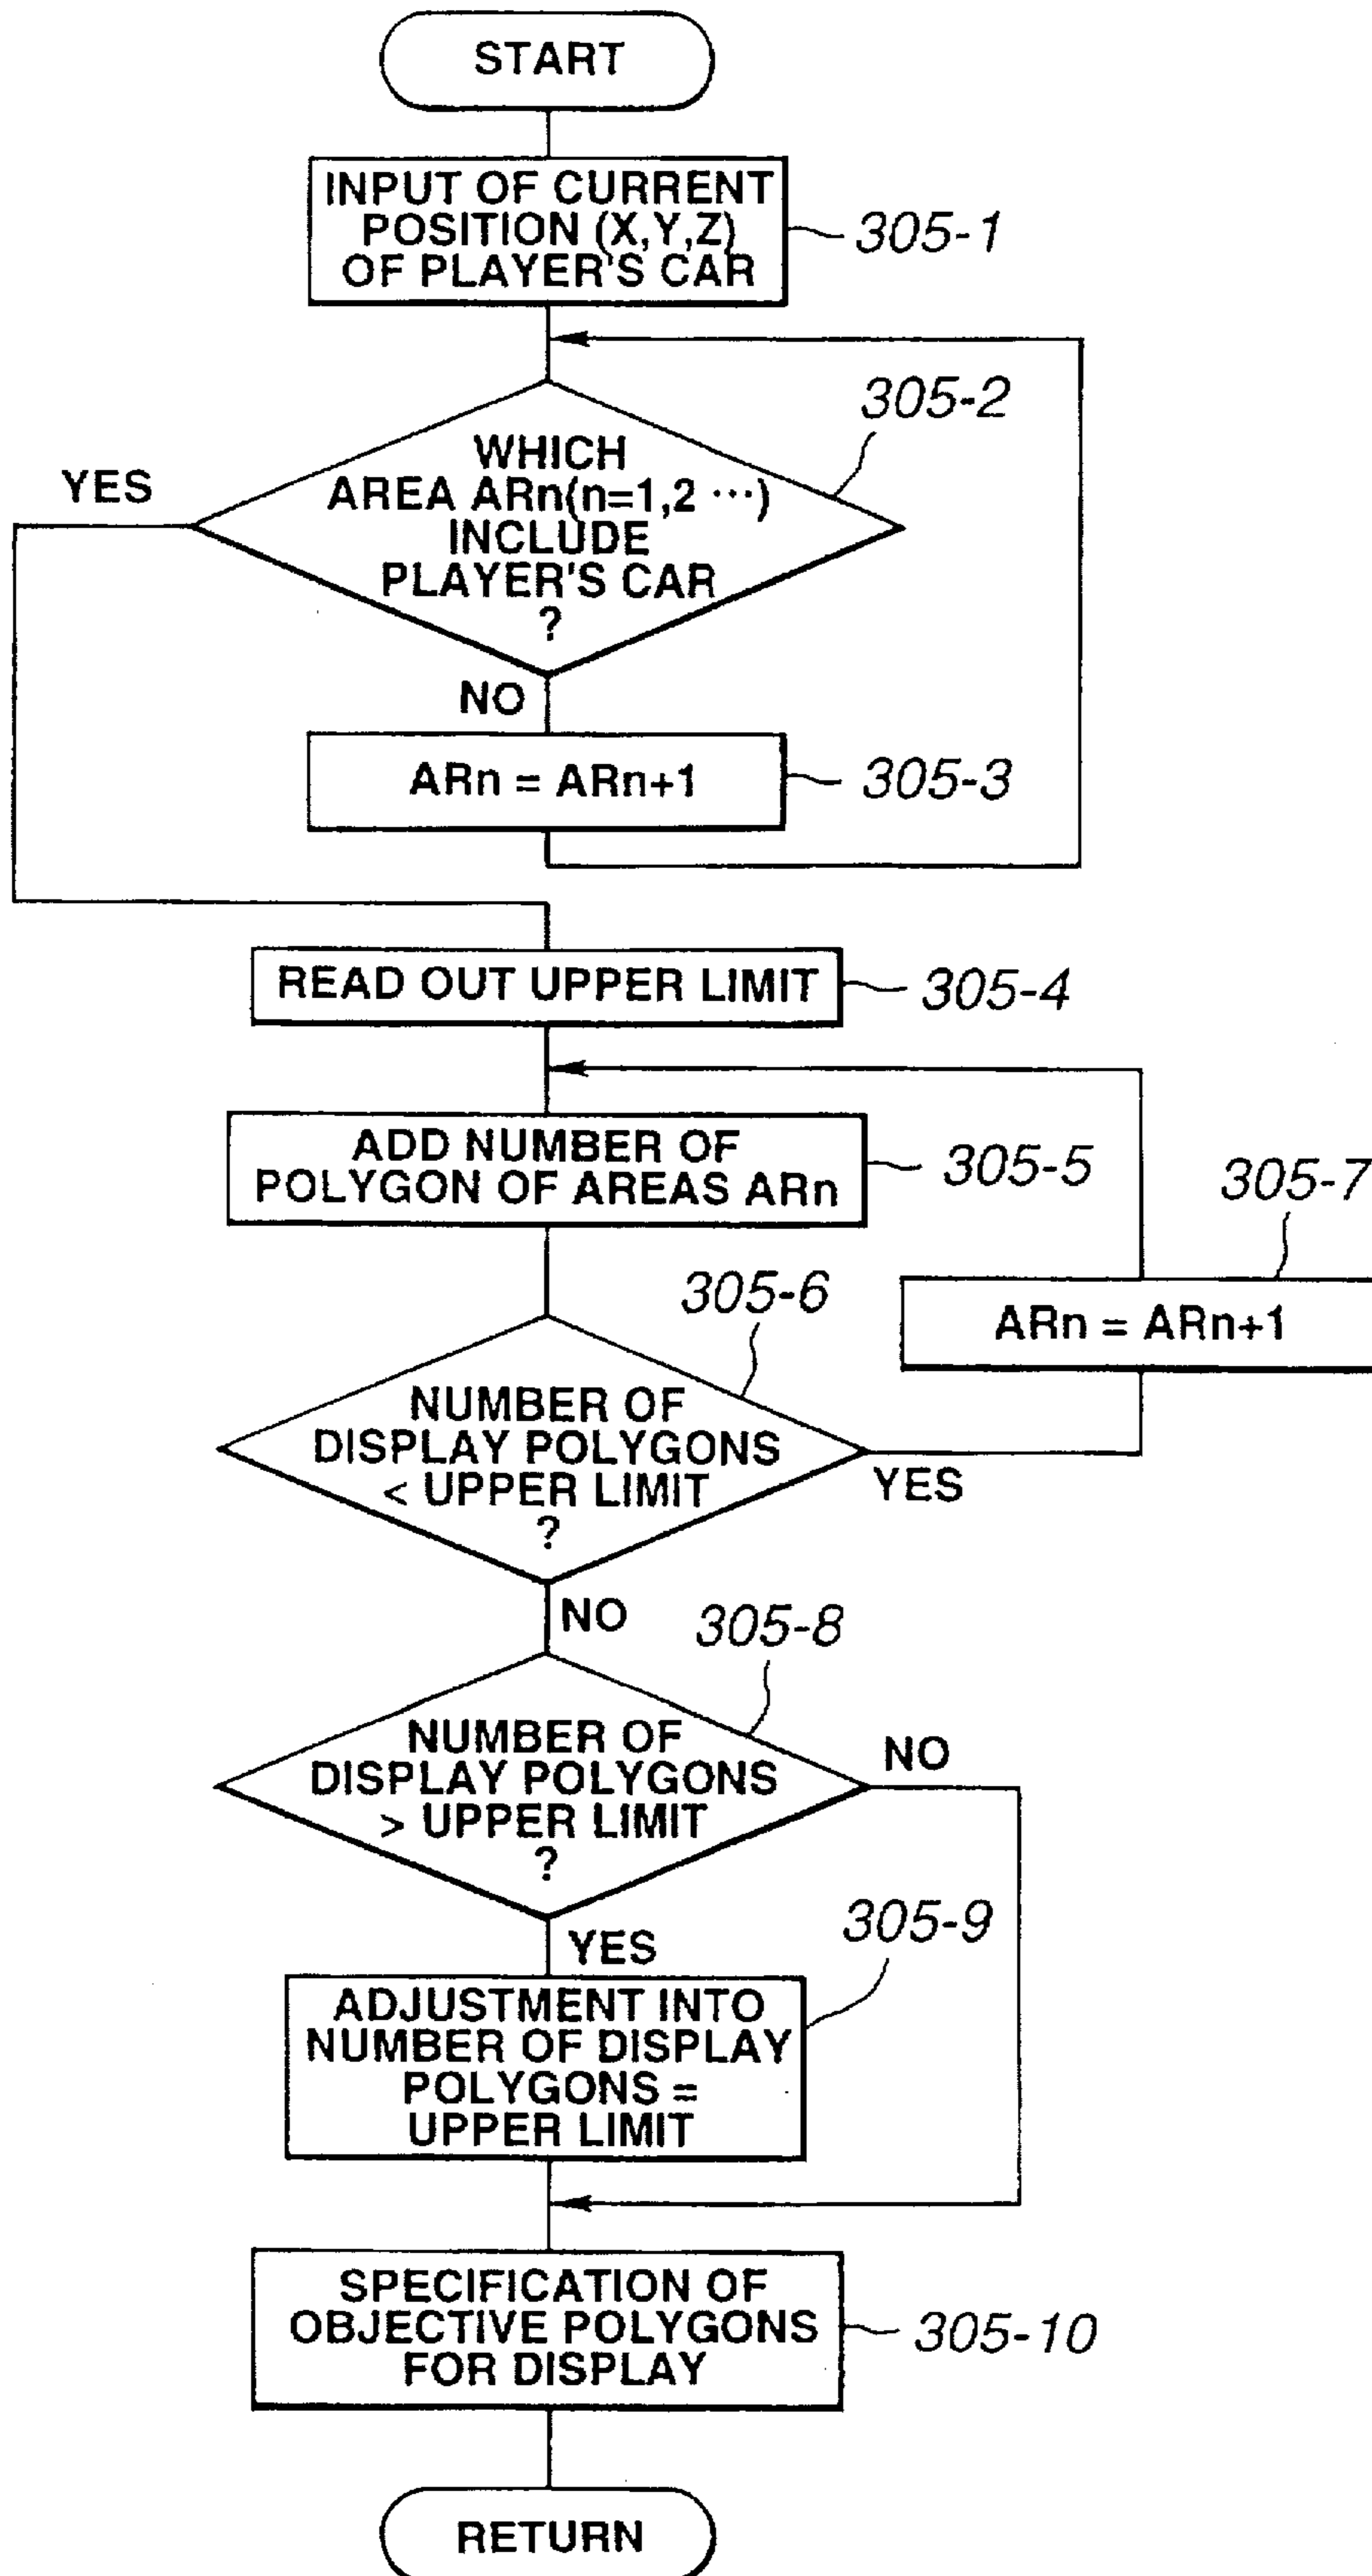 START
INPUT OF CURRENT
POSITION (X,Y,Z)
OF PLAYER'S CAR
305-1
305-2
WHICH
AREA ARn(n=1,2 ···)
INCLUDE
PLAYER'S CAR
?
YES
NO
ARn = ARn+1
305-3
READ OUT UPPER LIMIT
305-4
ADD NUMBER OF
POLYGON OF AREAS ARn
305-5
305-7
ARn = ARn+1
305-6
NUMBER OF
DISPLAY POLYGONS
< UPPER LIMIT
?
YES
NO
305-8
NUMBER OF
DISPLAY POLYGONS
> UPPER LIMIT
?
NO
YES
305-9
ADJUSTMENT INTO
NUMBER OF DISPLAY
POLYGONS =
UPPER LIMIT
SPECIFICATION OF
OBJECTIVE POLYGONS
FOR DISPLAY
305-10
RETURN